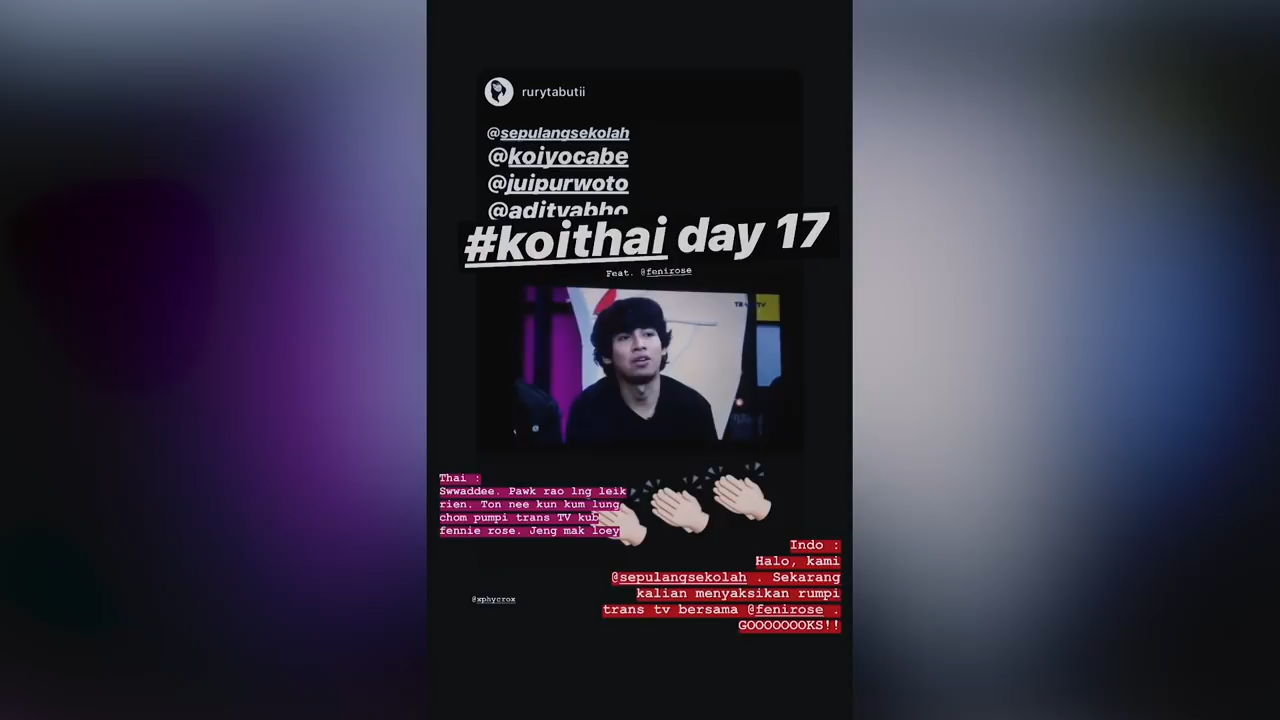 rurytabutii
@sepulangsekolah
@koiyocabe
@juipurwoto
@adityabho
#koithai day 17
Feat. @fenirose
Thai :
Swwaddee. Pawk rao lng leik
rien. Ton nee kun kum lung
chom pumpi trans TV kub
fennie rose. Jeng mak loey
Indo :
Halo, kami
@sepulangsekolah . Sekarang
kalian menyaksikan rumpi
trans tv bersama @fenirose .
GOOOOOOOKS!!
@xphycrox